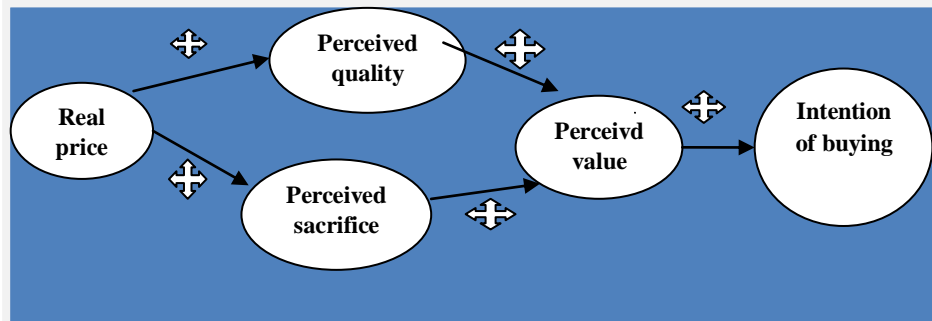 Real
price
Perceived
quality
Perceived
sacrifice
Perceivd
value
Intention
of buying